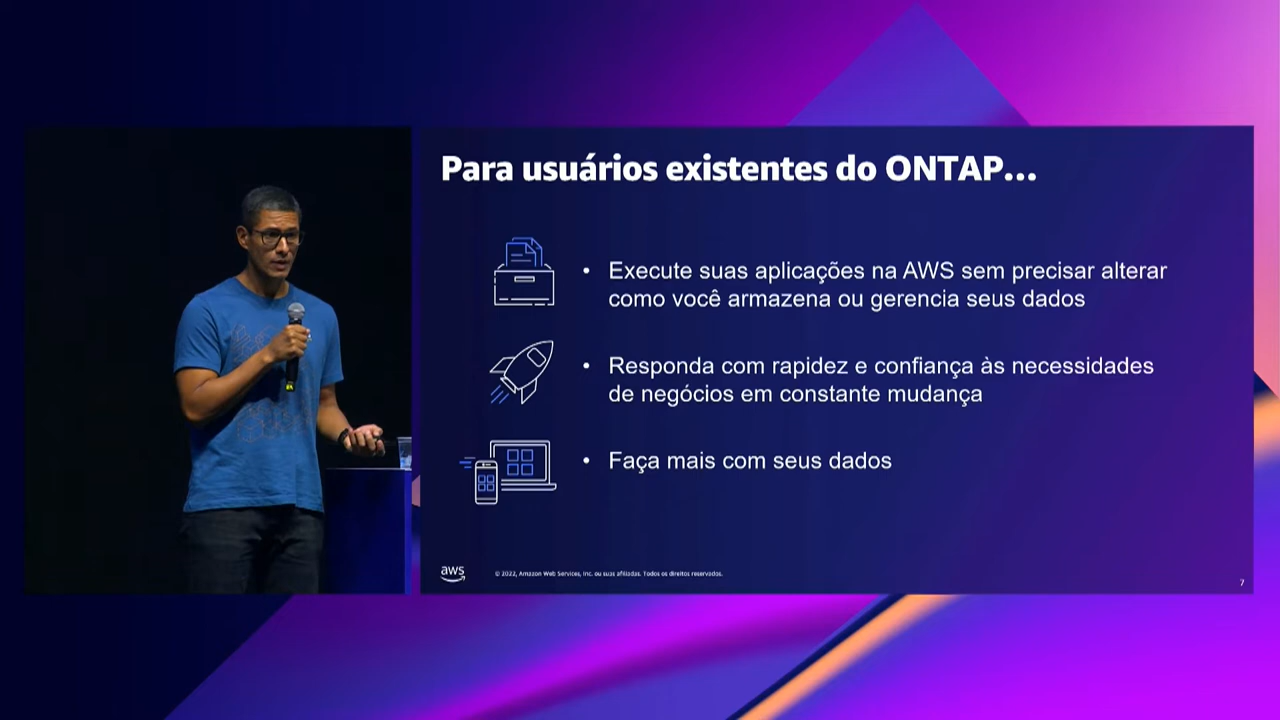 Para usuários existentes do ONTAP...
• Execute suas aplicações na AWS sem precisar alterar
como você armazena ou gerencia seus dados
• Responda com rapidez e confiança às necessidades
de negócios em constante mudança
• Faça mais com seus dados
aws
© 2022, Amazon Web Services, Inc. ou suas afiliadas. Todos os direitos reservados.
7